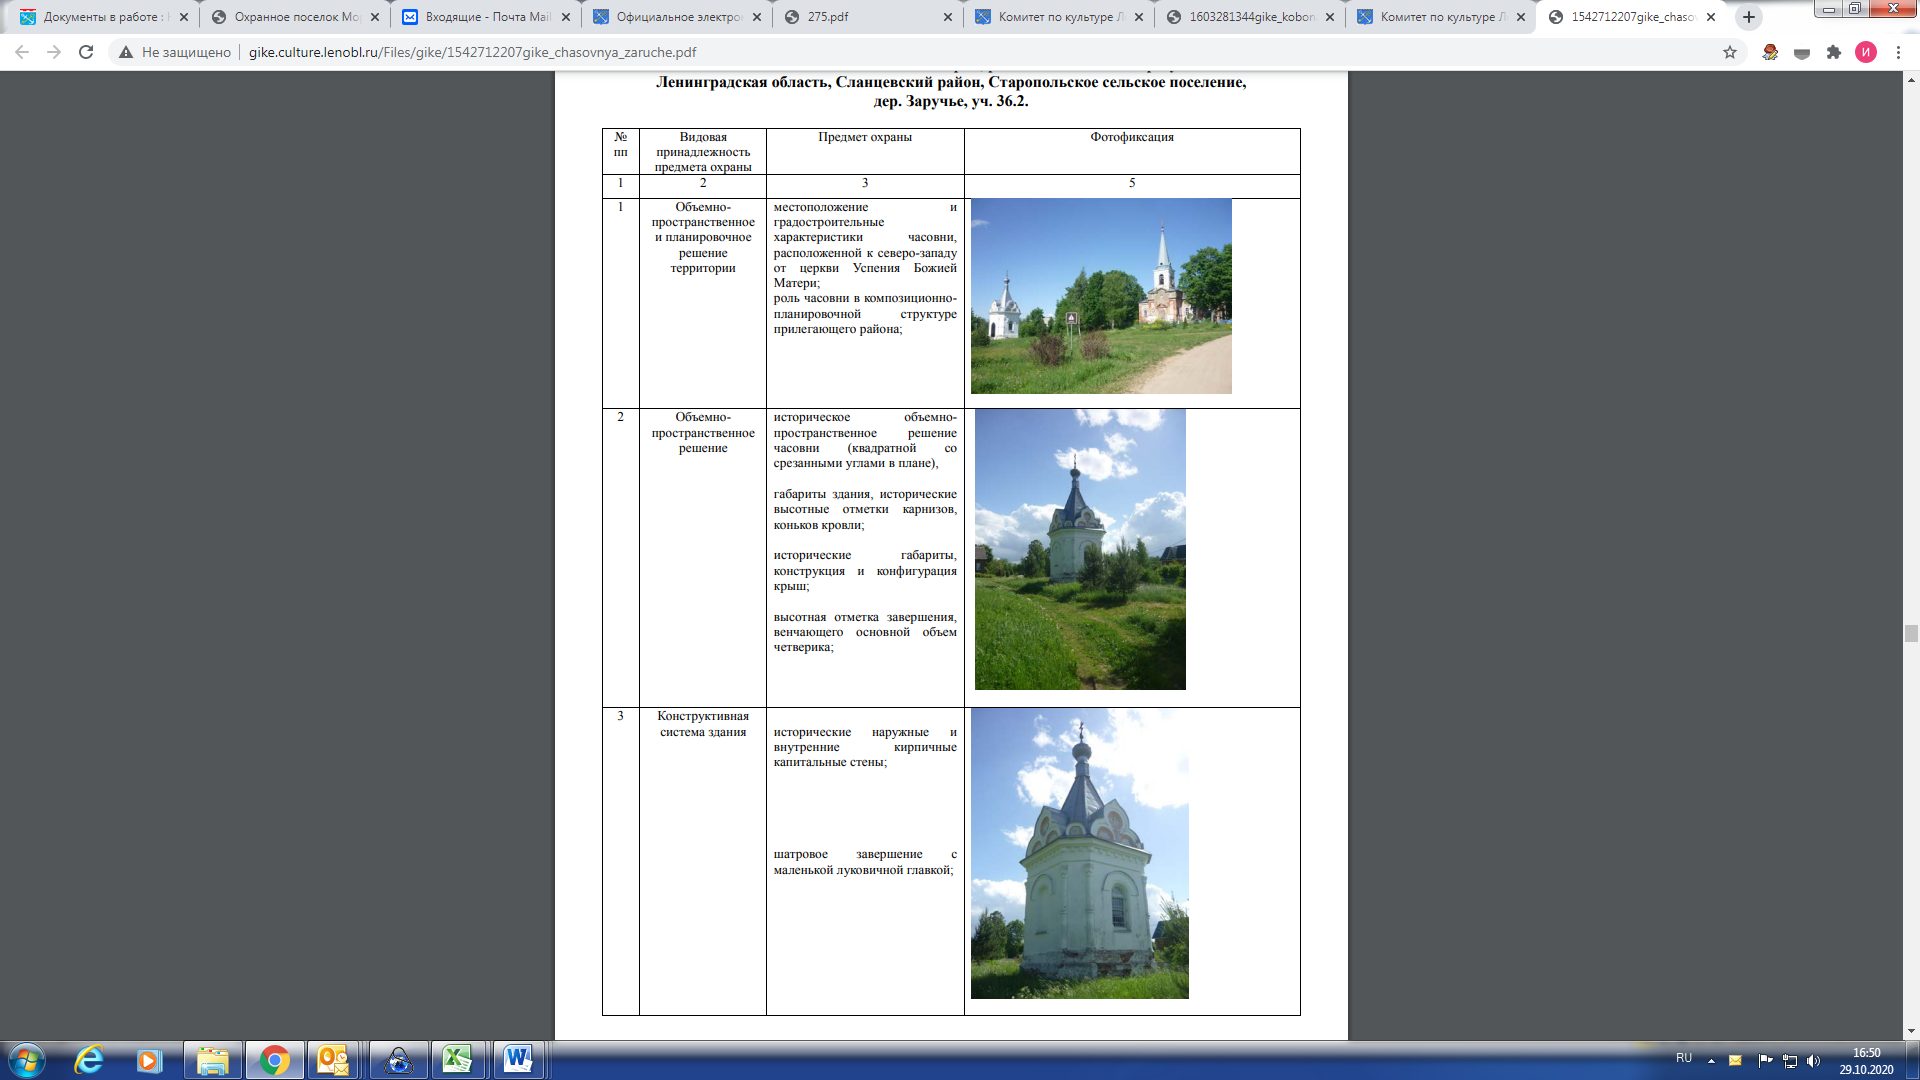 Документы в работе :
Охранное поселок Мо
Входящие - Почта Mail
Официальное электро
275.pdf
Комитет по культуре Л
1603281344gike_kobon
Комитет по культуре Л
1542712207gike_chaso
Не защищено
gike.culture.lenobl.ru/Files/gike/1542712207gike_chasovnya_zaruche.pdf
И
Ленинградская область, Сланцевский район, Старопольское сельское поселение,
дер. Заручье, уч. 36.2.
№ пп
Видовая принадлежность предмета охраны
Предмет охраны
Фотофиксация
1
2
3
5
1
Объемно-
пространственное
и планировочное
решение
территории
местоположение и
градостроительные
характеристики часовни,
расположенной к северо-западу
от церкви Успения Божией
Матери;
роль часовни в композиционно-
планировочной структуре
прилегающего района;
2
Объемно-
пространственное
решение
историческое объемно-
пространственное решение
часовни (квадратной со
срезанными углами в плане),
габариты здания, исторические
высотные отметки карнизов,
коньков кровли;
исторические габариты,
конструкция и конфигурация
крыш;
высотная отметка завершения,
венчающего основной объем
четверика;
3
Конструктивная
система здания
исторические наружные и
внутренние кирпичные
капитальные стены;
шатровое завершение с
маленькой луковичной главкой;
RU
16:50
29.10.2020